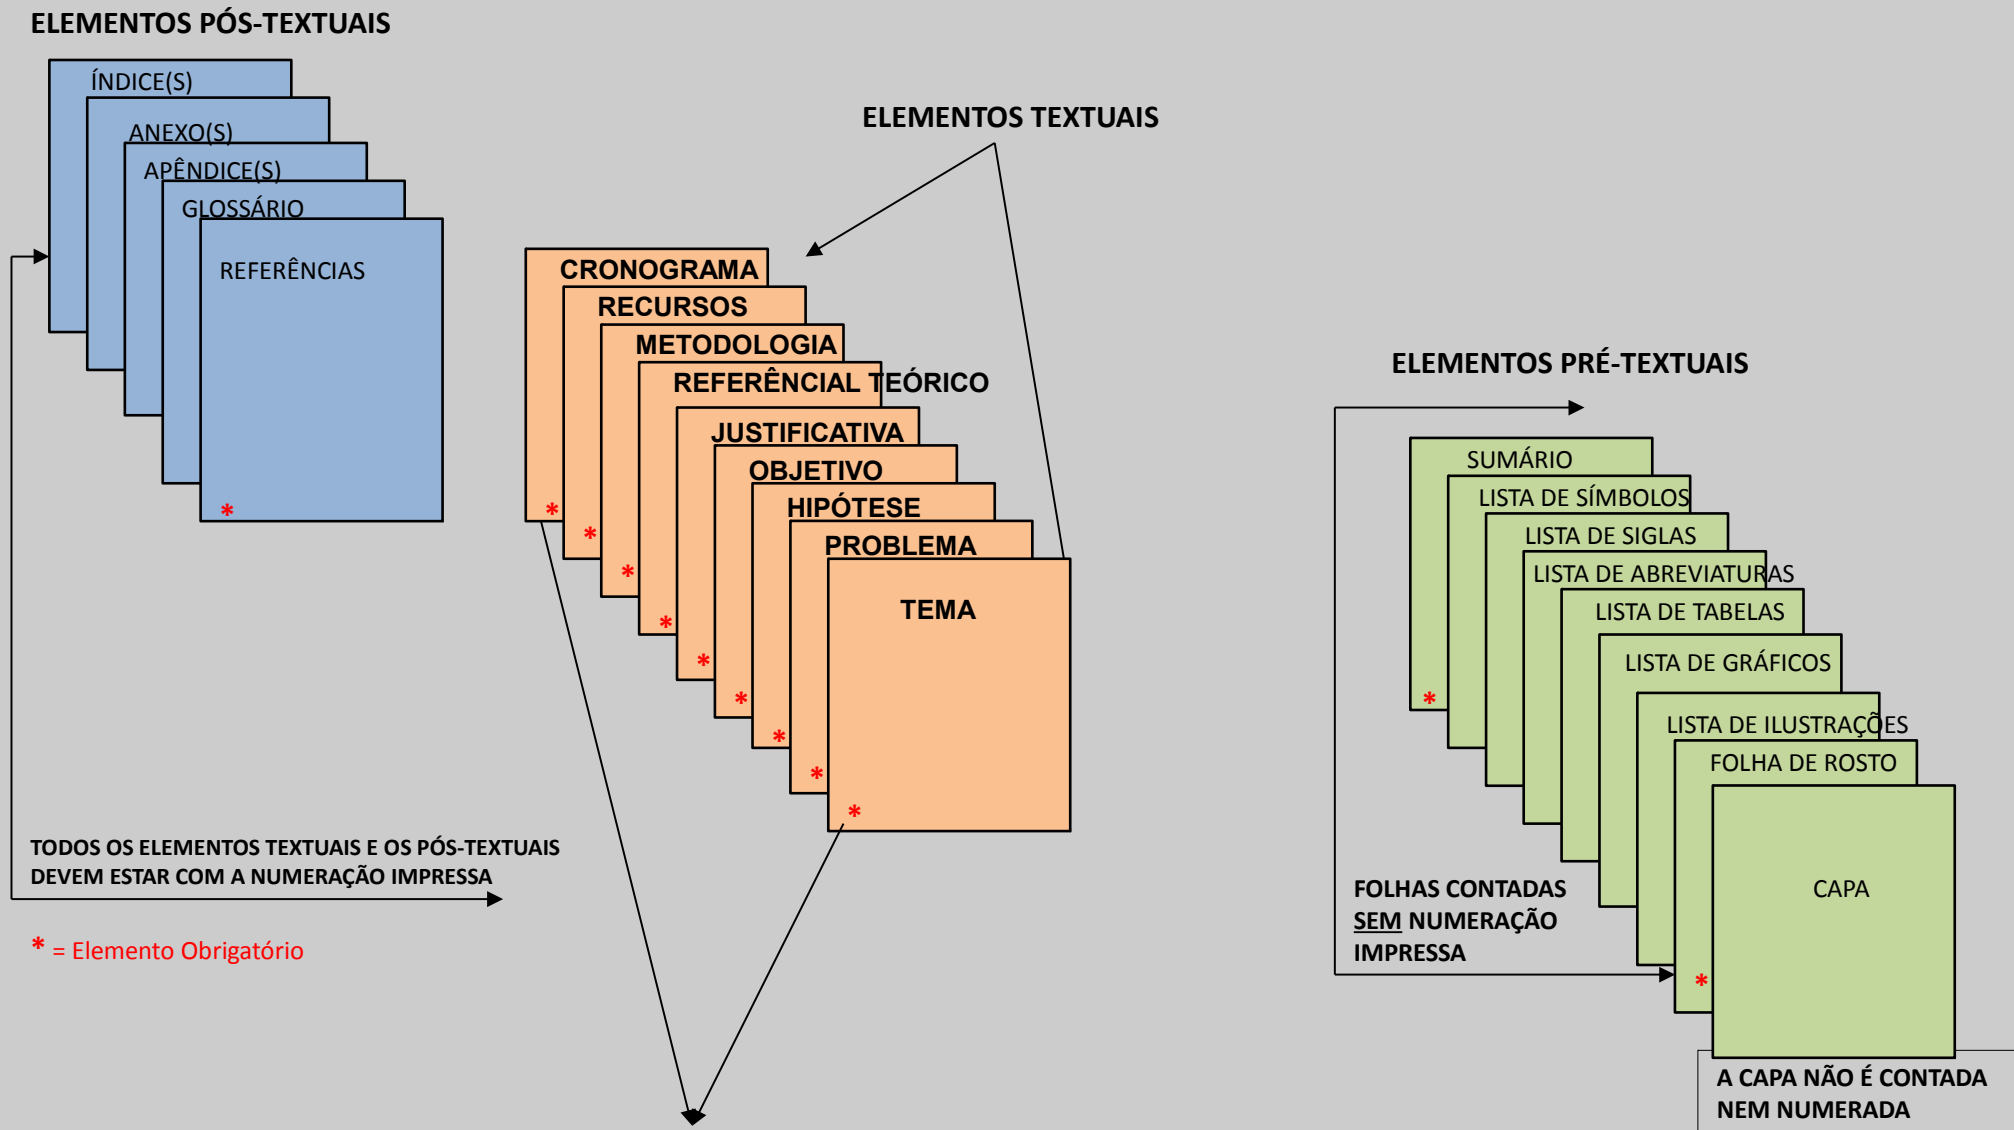 ELEMENTOS PÓS-TEXTUAIS
ÍNDICE(S)
ANEXO(S)
APÊNDICE(S)
GLOSSÁRIO
REFERÊNCIAS
*
TODOS OS ELEMENTOS TEXTUAIS E OS PÓS-TEXTUAIS
DEVEM ESTAR COM A NUMERAÇÃO IMPRESSA
* = Elemento Obrigatório
ELEMENTOS TEXTUAIS
CRONOGRAMA
RECURSOS
METODOLOGIA
REFERÊNCIAL TEÓRICO
JUSTIFICATIVA
OBJETIVO
HIPÓTESE
PROBLEMA
TEMA
*
*
*
*
*
*
*
*
*
ELEMENTOS PRÉ-TEXTUAIS
SUMÁRIO
LISTA DE SÍMBOLOS
LISTA DE SIGLAS
LISTA DE ABREVIATURAS
LISTA DE TABELAS
LISTA DE GRÁFICOS
LISTA DE ILUSTRAÇÕES
FOLHA DE ROSTO
CAPA
*
*
FOLHAS CONTADAS
SEM NUMERAÇÃO
IMPRESSA
A CAPA NÃO É CONTADA
NEM NUMERADA